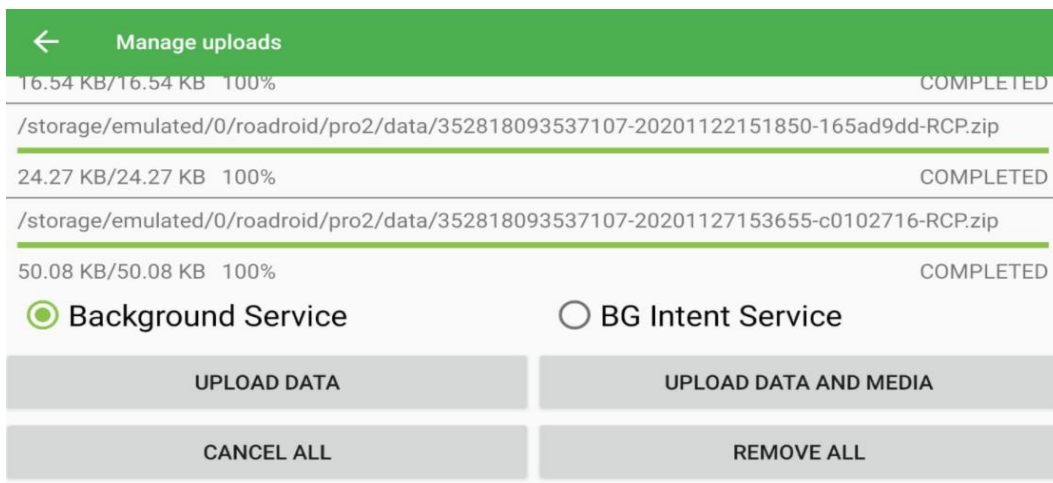 Manage uploads
16.54 KB/16.54 KB 100% COMPLETED
/storage/emulated/0/roadroid/pro2/data/352818093537107-20201122151850-165ad9dd-RCP.zip
24.27 KB/24.27 KB 100% COMPLETED
/storage/emulated/0/roadroid/pro2/data/352818093537107-20201127153655-c0102716-RCP.zip
50.08 KB/50.08 KB 100% COMPLETED
Background Service BG Intent Service
UPLOAD DATA UPLOAD DATA AND MEDIA
CANCEL ALL REMOVE ALL